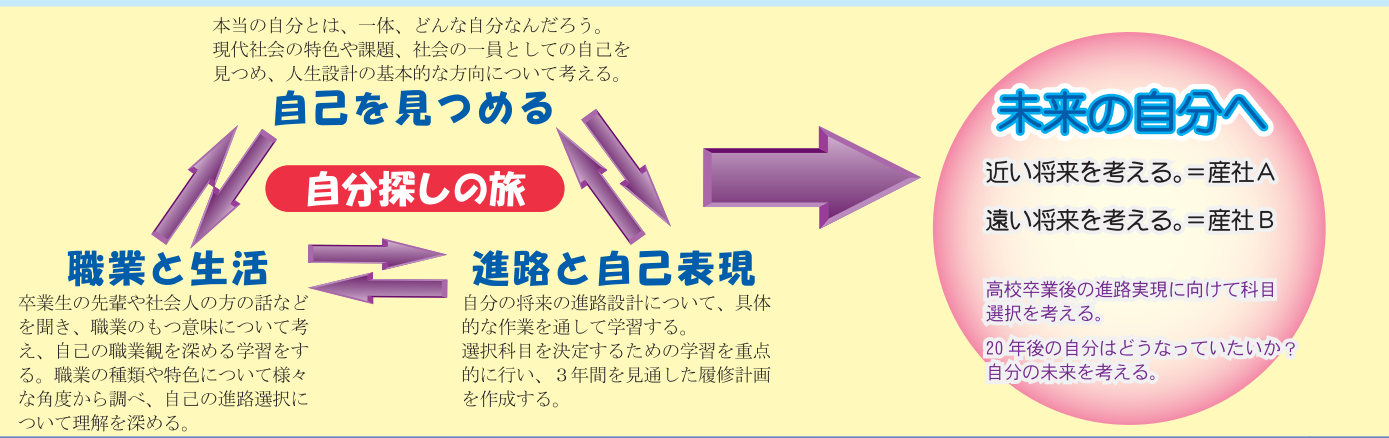 本当の自分とは、一体、どんな自分なんだろう。
現代社会の特色や課題、社会の一員としての自己を
見つめ、人生設計の基本的な方向について考える。
自己を見つめる
自分探しの旅
職業と生活
卒業生の先輩や社会人の方の話など
を聞き、職業のもつ意味について考
え、自己の職業観を深める学習をす
る。職業の種類や特色について様々
な角度から調べ、自己の進路選択に
ついて理解を深める。
進路と自己表現
自分の将来の進路設計について、具体
的な作業を通して学習する。
選択科目を決定するための学習を重点
的に行い、３年間を見通した履修計画
を作成する。
未来の自分へ
近い将来を考える。＝産社Ａ
遠い将来を考える。＝産社Ｂ
高校卒業後の進路実現に向けて科目
選択を考える。
20 年後の自分はどうなっていたいか？
自分の未来を考える。